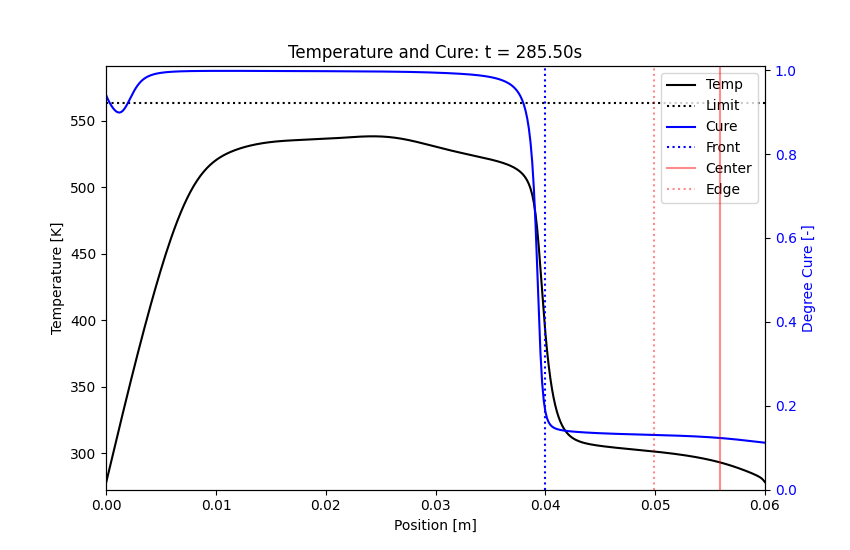 Temperature and Cure: t = 285.50s
Temperature [K]
550
500
450
400
350
300
Temp
Limit
Cure
Front
Center
Edge
1.0
0.8
0.6
0.4
0.2
0.0
Degree Cure [-]
0.00 0.01 0.02 0.03 0.04 0.05 0.06
Position [m]